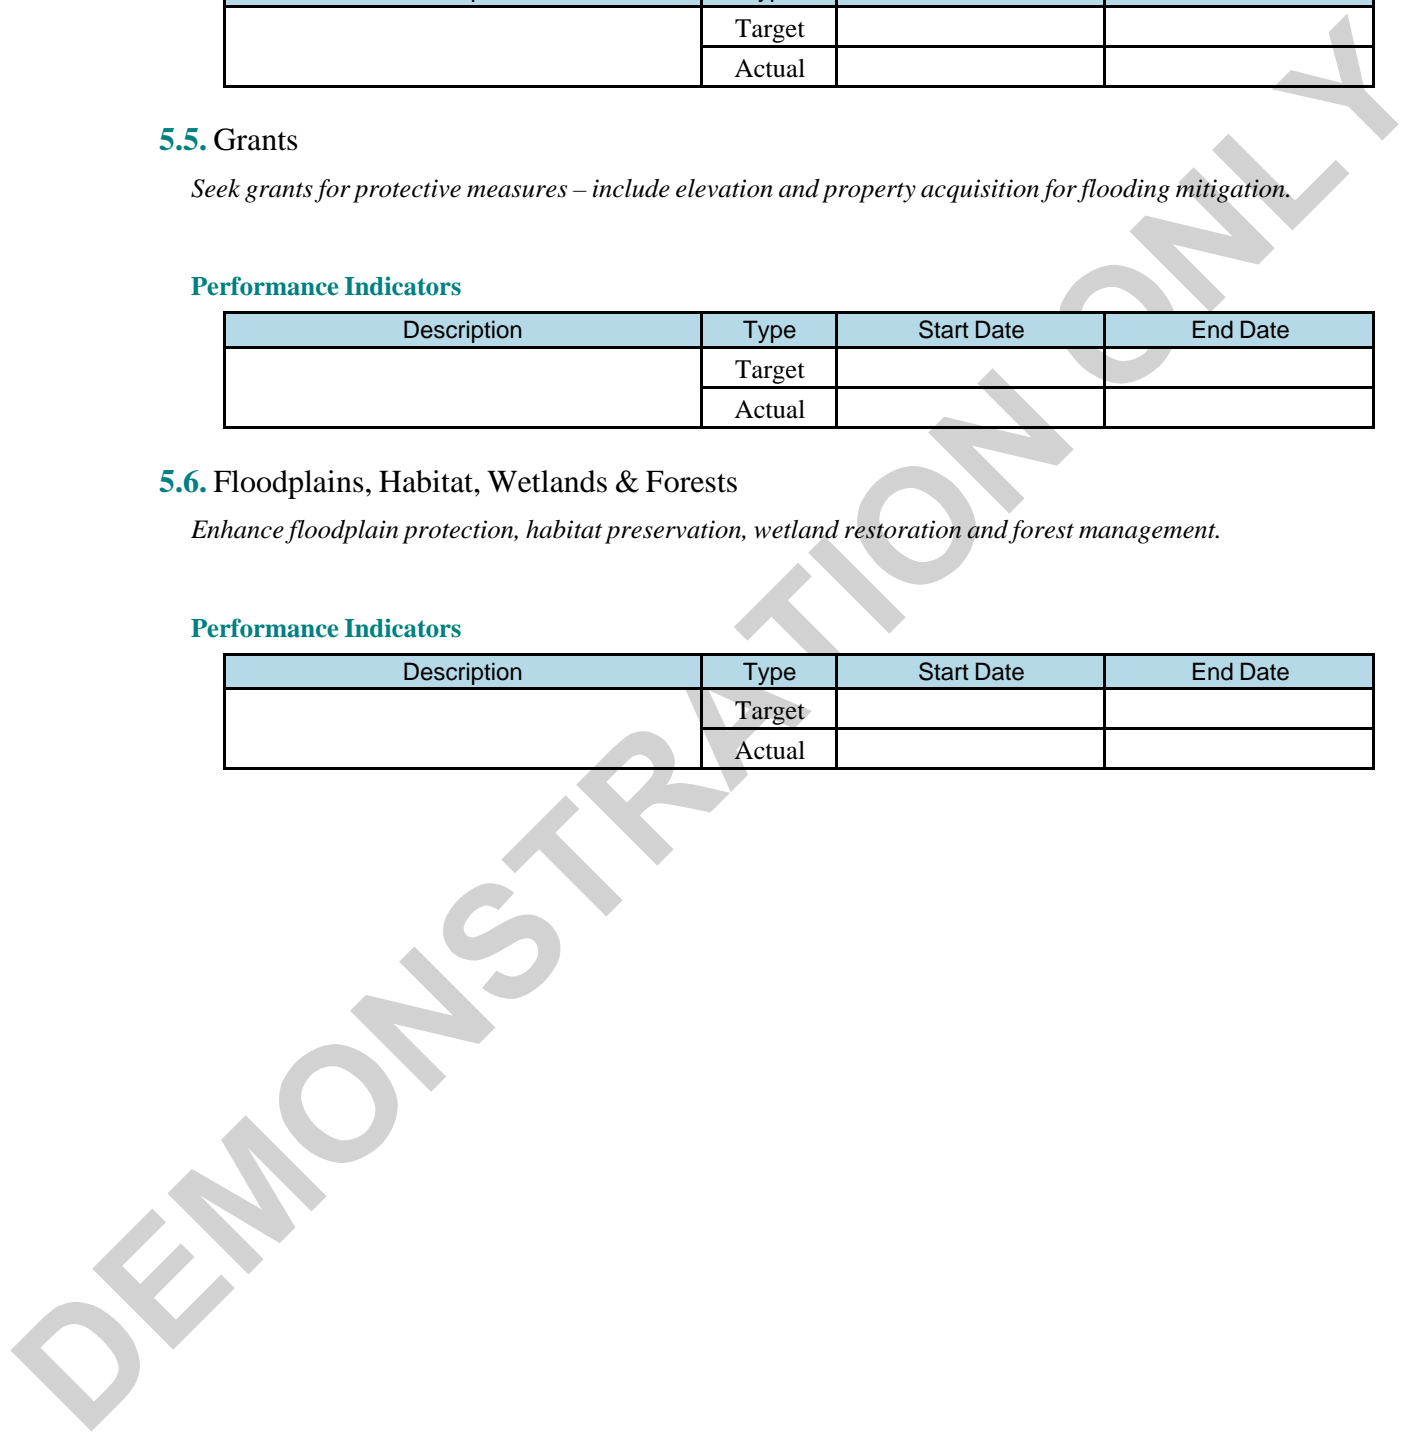 Target
Actual
5.5. Grants
Seek grants for protective measures – include elevation and property acquisition for flooding mitigation.
Performance Indicators
Description Type Start Date End Date
Target
Actual
5.6. Floodplains, Habitat, Wetlands & Forests
Enhance floodplain protection, habitat preservation, wetland restoration and forest management.
Performance Indicators
Description Type Start Date End Date
Target
Actual
DEMONSTRATION ONLY